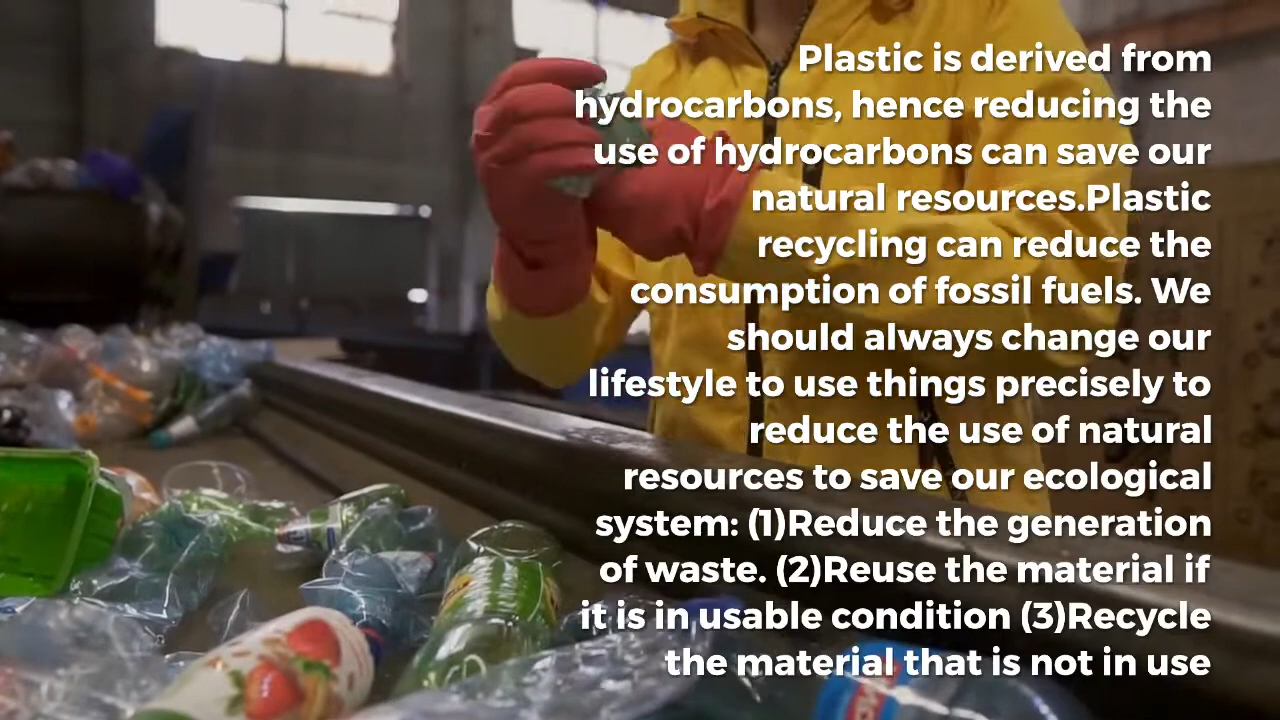 Plastic is derived from
hydrocarbons, hence reducing the
use of hydrocarbons can save our
natural resources.Plastic
recycling can reduce the
consumption of fossil fuels. We
should always change our
lifestyle to use things precisely to
reduce the use of natural
resources to save our ecological
system: (1)Reduce the generation
of waste. (2)Reuse the material if
it is in usable condition (3)Recycle
the material that is not in use